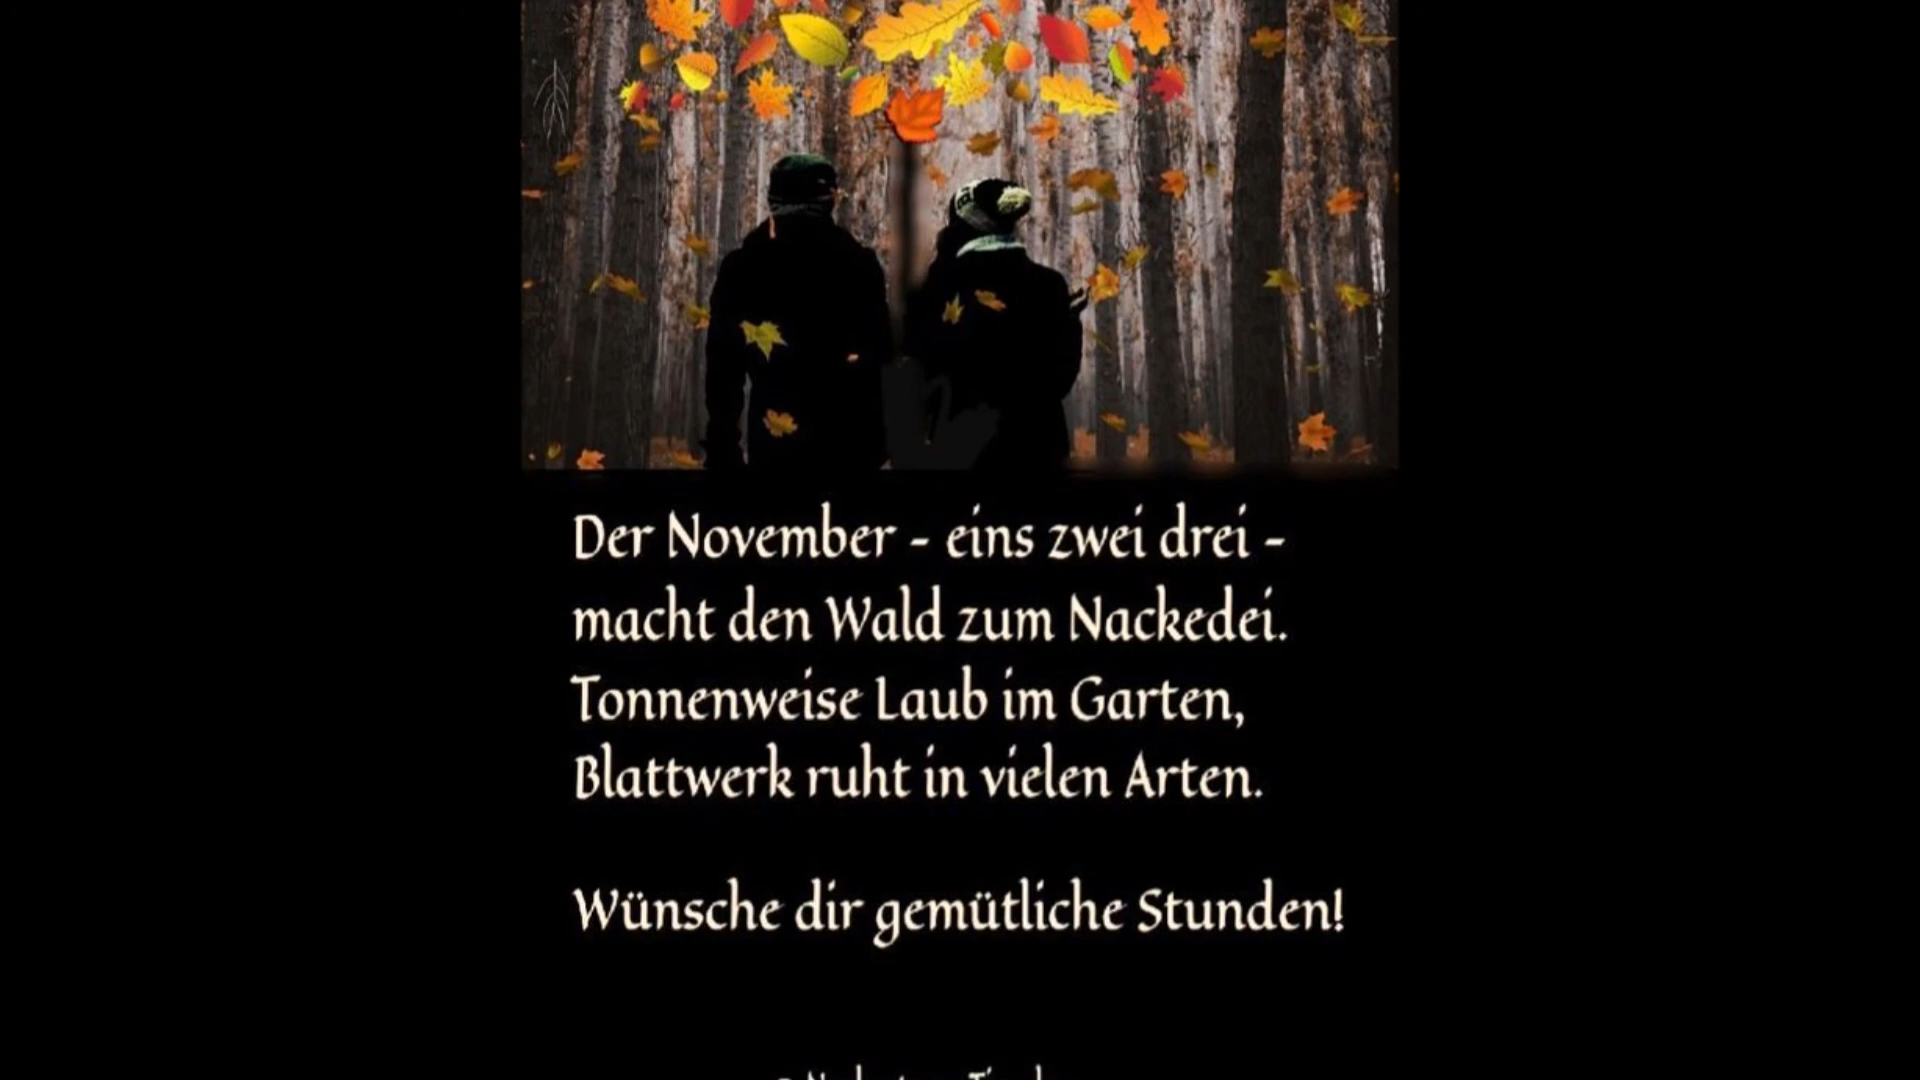 Der November - eins zwei drei -
macht den Wald zum Nackedei.
Tonnenweise Laub im Garten,
Blattwerk ruht in vielen Arten.
Wünsche dir gemütliche Stunden!